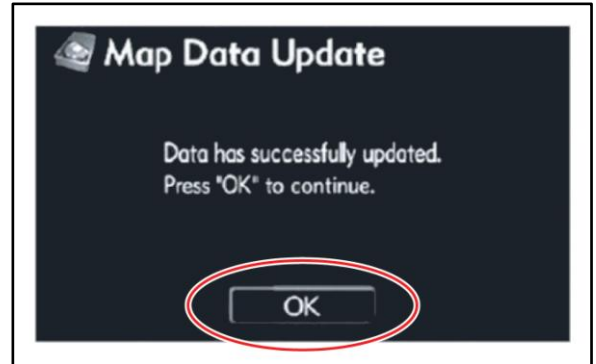 Map Data Update
Data has successfully updated.
Press "OK" to continue.
OK